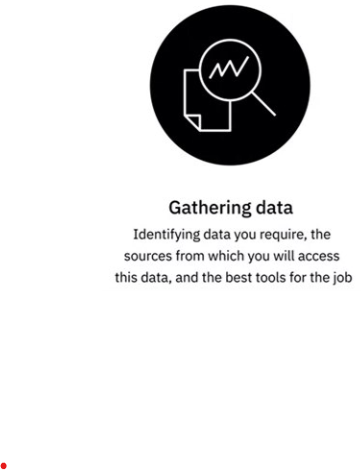 Gathering data
Identifying data you require, the
sources from which you will access
this data, and the best tools for the job